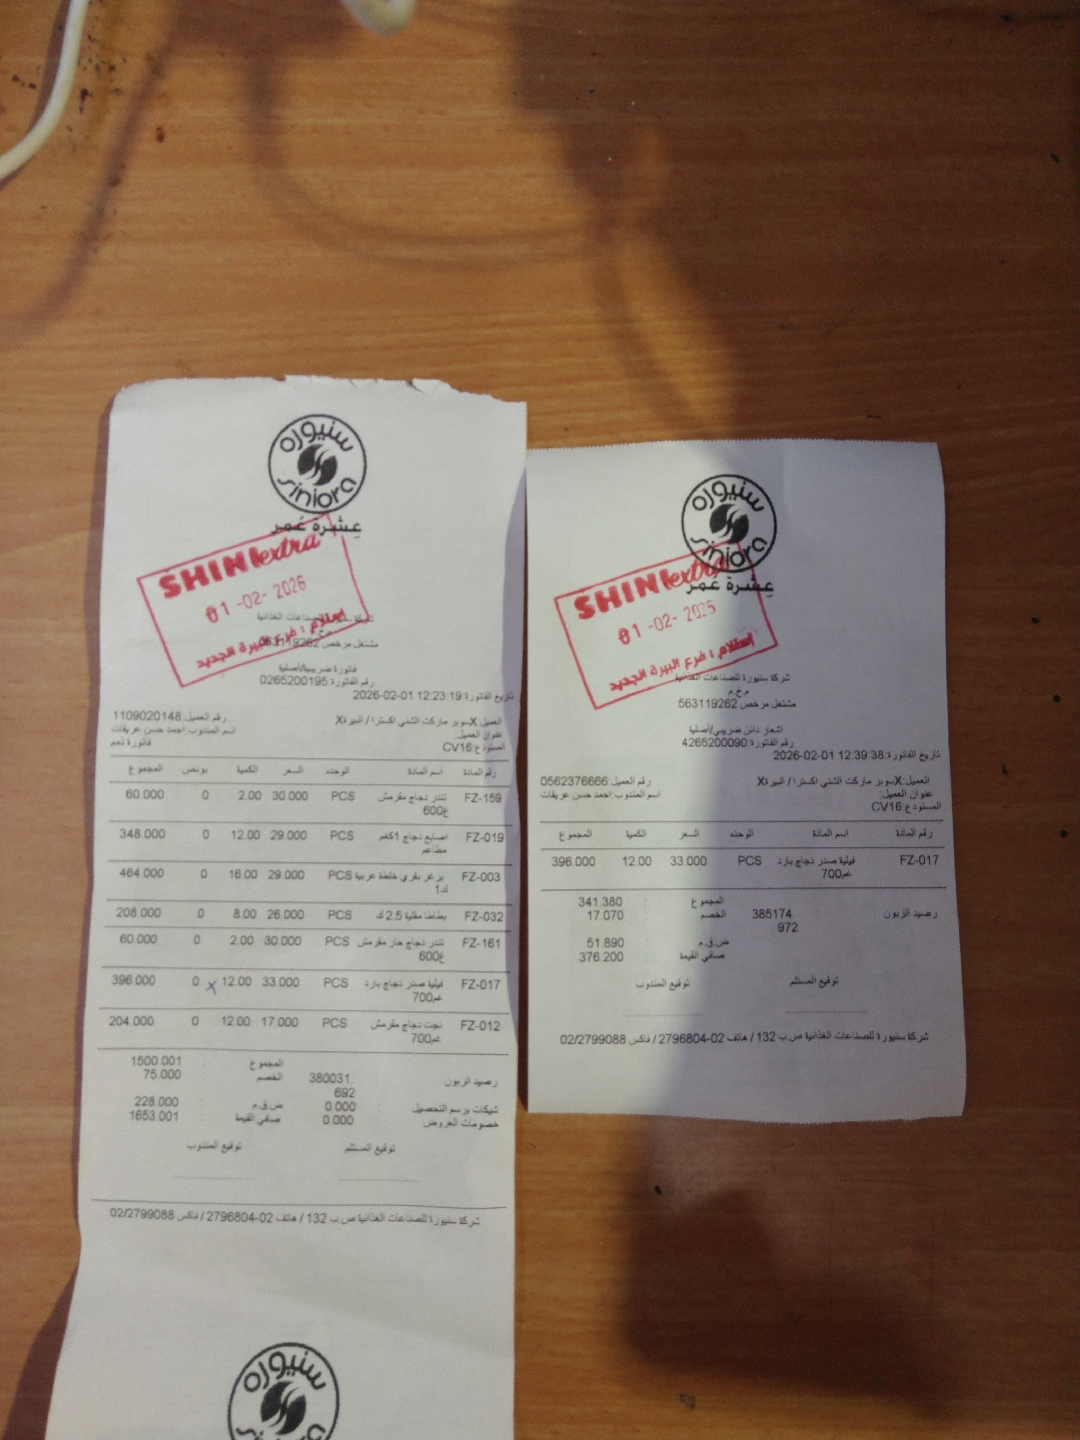 سنيورة
siniora
عِشرة عُمر
SHINI extra
01 -02- 2026
استلام : فرع البيرة الجديد
مشتغل مرخص 563119262
فاتورة ضريبية/أصلية
رقم الفاتورة:0265200195
تاريخ الفاتورة:2026-02-01 12:23:19
رقم العميل:1109020148
العميل:Xسوبر ماركت الشني اكسترا / البيرةX
اسم المندوب:احمد حسن عريقات
عنوان العميل:
فاتورة ذمم
المستودع:CV16
رقم المادة اسم المادة الوحده السعر الكمية بونص المجموع
FZ-159 تندر دجاج مقرمش PCS 30.000 2.00 0 60.000
600غ
FZ-019 اصابع دجاج 1كغم PCS 29.000 12.00 0 348.000
مطاعم
FZ-003 برغر بقري خلطة عربية PCS 29.000 16.00 0 464.000
1ك
FZ-032 بطاطا مقلية 2.5 ك PCS 26.000 8.00 0 208.000
FZ-161 تندر دجاج حار مقرمش PCS 30.000 2.00 0 60.000
600غ
FZ-017 فيلية صدر دجاج بارد PCS 33.000 12.00 x 0 396.000
700غم
FZ-012 نجت دجاج مقرمش PCS 17.000 12.00 0 204.000
700غم
المجموع : 1500.001
رصيد الزبون 380031. الخصم : 75.000
692
شيكات برسم التحصيل 0.000 ض.ق.م : 228.000
خصومات العروض 0.000 صافي القيمة : 1653.001
توقيع المستلم توقيع المندوب
شركة سنيورة للصناعات الغذائية ص.ب 132 / هاتف 02-2796804 / فاكس 02/2799088
سنيورة
siniora
عِشرة عُمر
SHINI extra
01 -02- 2026
استلام : فرع البيرة الجديد
شركة سنيورة للصناعات الغذائية
م.خ.م
مشتغل مرخص 563119262
اشعار دائن ضريبي/أصلية
رقم الفاتورة:4265200090
تاريخ الفاتورة:2026-02-01 12:39:38
رقم العميل:0562376666
العميل:Xسوبر ماركت الشني اكسترا / البيرةX
اسم المندوب:احمد حسن عريقات
عنوان العميل:
المستودع:CV16
رقم المادة اسم المادة الوحده السعر الكمية المجموع
FZ-017 فيلية صدر دجاج بارد PCS 33.000 12.00 396.000
700غم
المجموع : 341.380
رصيد الزبون 385174. الخصم : 17.070
972
ض.ق.م : 51.890
صافي القيمة : 376.200
توقيع المستلم توقيع المندوب
شركة سنيورة للصناعات الغذائية ص.ب 132 / هاتف 02-2796804 / فاكس 02/2799088
سنيورة